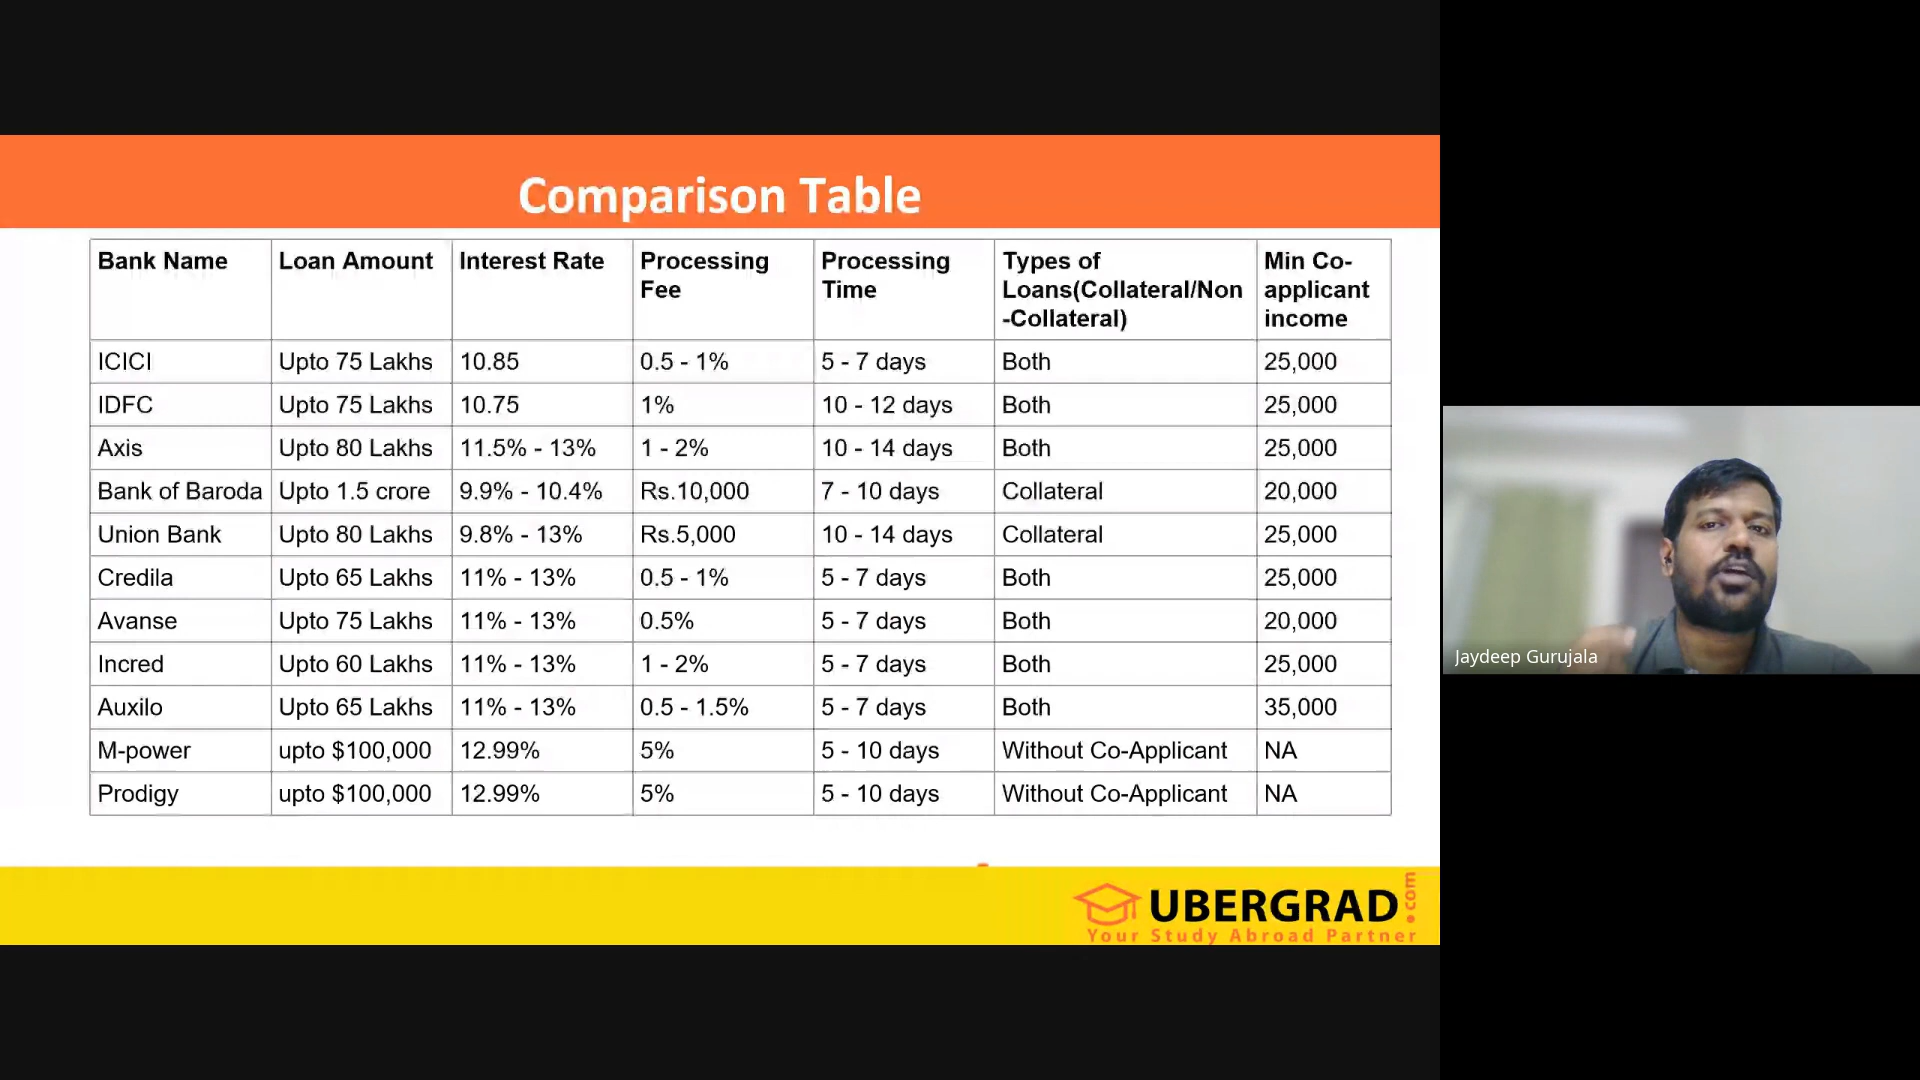 Comparison Table
Bank Name Loan Amount Interest Rate Processing Fee Processing Time Types of Loans(Collateral/Non-Collateral) Min Co-applicant income
ICICI Upto 75 Lakhs 10.85 0.5 - 1% 5 - 7 days Both 25,000
IDFC Upto 75 Lakhs 10.75 1% 10 - 12 days Both 25,000
Axis Upto 80 Lakhs 11.5% - 13% 1 - 2% 10 - 14 days Both 25,000
Bank of Baroda Upto 1.5 crore 9.9% - 10.4% Rs.10,000 7 - 10 days Collateral 20,000
Union Bank Upto 80 Lakhs 9.8% - 13% Rs.5,000 10 - 14 days Collateral 25,000
Credila Upto 65 Lakhs 11% - 13% 0.5 - 1% 5 - 7 days Both 25,000
Avanse Upto 75 Lakhs 11% - 13% 0.5% 5 - 7 days Both 20,000
Incred Upto 60 Lakhs 11% - 13% 1 - 2% 5 - 7 days Both 25,000
Auxilo Upto 65 Lakhs 11% - 13% 0.5 - 1.5% 5 - 7 days Both 35,000
M-power upto $100,000 12.99% 5% 5 - 10 days Without Co-Applicant NA
Prodigy upto $100,000 12.99% 5% 5 - 10 days Without Co-Applicant NA
UBERGRAD.com
Your Study Abroad Partner
Jaydeep Gurujala